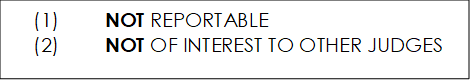 (1) NOT REPORTABLE
(2) NOT OF INTEREST TO OTHER JUDGES